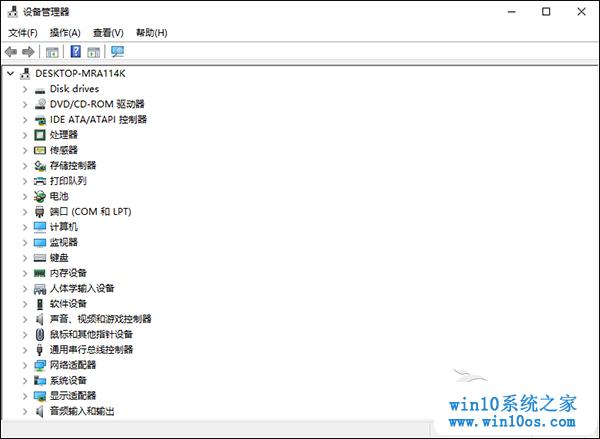 设备管理器
文件(F) 操作(A) 查看(V) 帮助(H)
DESKTOP-MRA114K
Disk drives
DVD/CD-ROM 驱动器
IDE ATA/ATAPI 控制器
处理器
传感器
存储控制器
打印队列
电池
端口 (COM 和 LPT)
计算机
监视器
键盘
内存设备
人体学输入设备
软件设备
声音、视频和游戏控制器
鼠标和其他指针设备
通用串行总线控制器
网络适配器
系统设备
显示适配器
音频输入和输出
win10系统之家
www.win10os.com